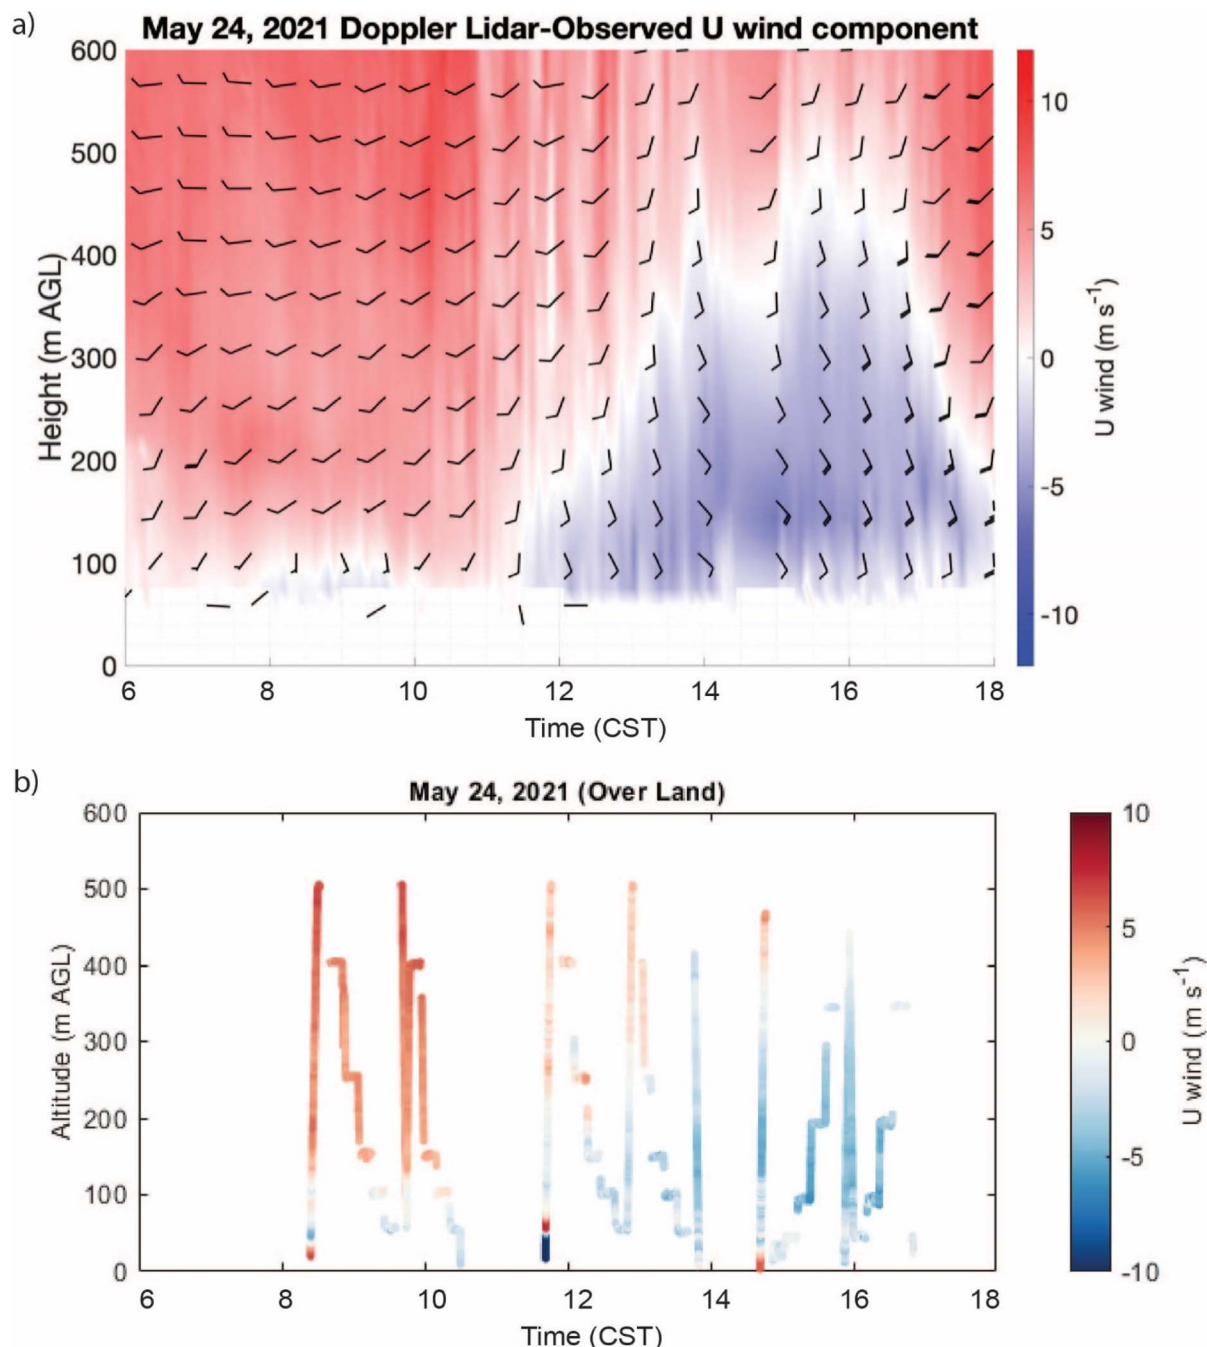 a)
May 24, 2021 Doppler Lidar-Observed U wind component
600
500
400
300
200
100
0
Height (m AGL)
6 8 10 12 14 16 18
Time (CST)
10
5
0
-5
-10
U wind (m s-1)
b)
May 24, 2021 (Over Land)
600
500
400
300
200
100
0
Altitude (m AGL)
6 8 10 12 14 16 18
Time (CST)
10
5
0
-5
-10
U wind (m s-1)